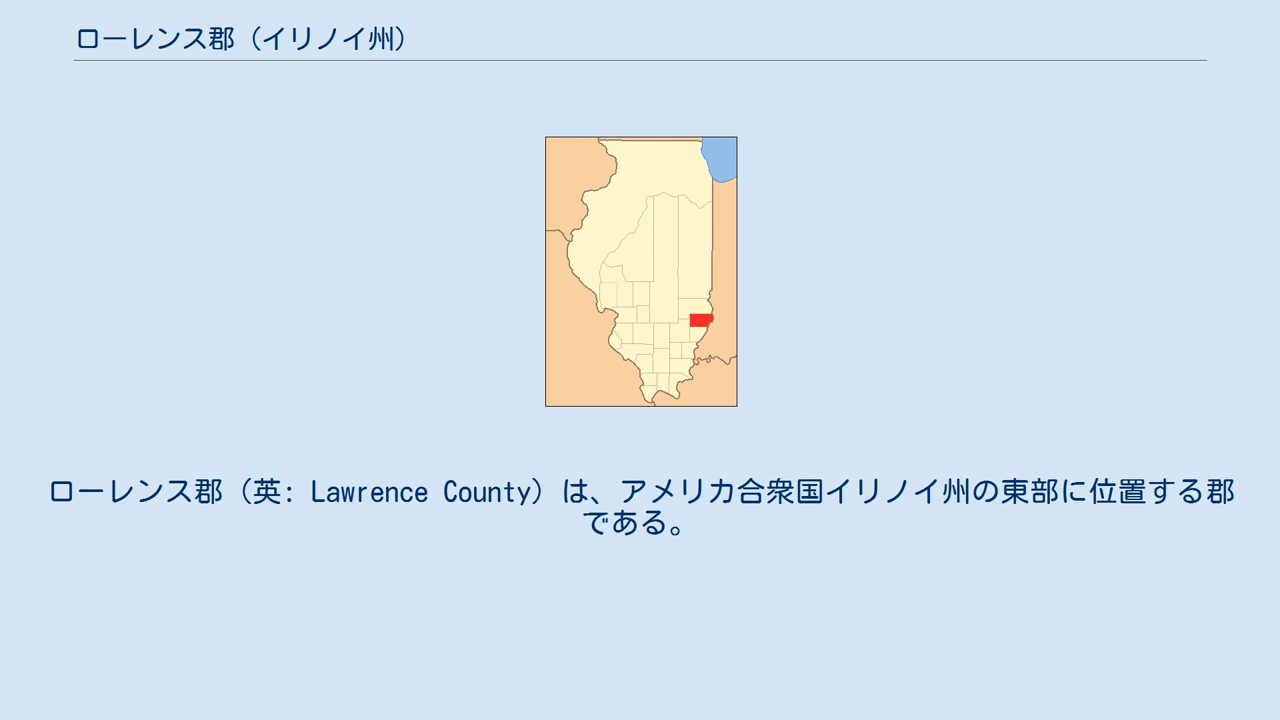 ローレンス郡（イリノイ州）
ローレンス郡（英: Lawrence County）は、アメリカ合衆国イリノイ州の東部に位置する郡
である。